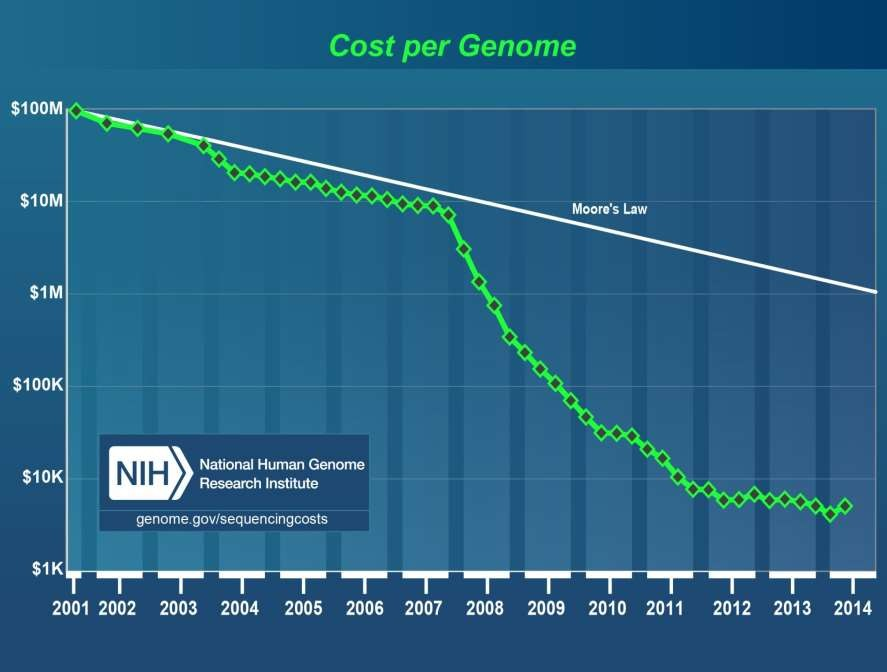 Cost per Genome
$100M
$10M
Moore's Law
$1M
$100K
$10K
NIH
National Human Genome
Research Institute
genome.gov/sequencingcosts
$1K
2001 2002 2003 2004 2005 2006 2007 2008 2009 2010 2011 2012 2013 2014